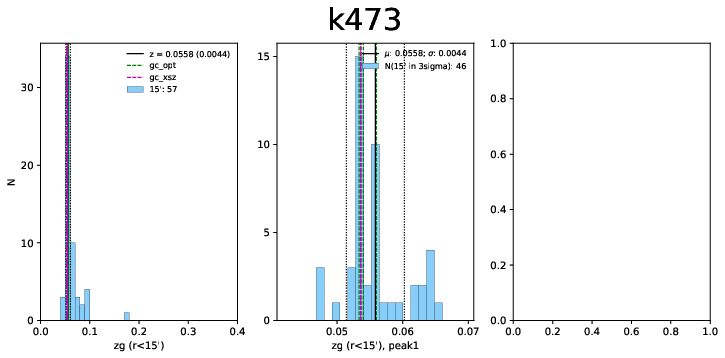 k473
z = 0.0558 (0.0044)
gc_opt
gc_xsz
15': 57
N
30
20
10
0
0.0 0.1 0.2 0.3 0.4
zg (r<15')
μ: 0.0558; σ: 0.0044
N(15' in 3sigma): 46
15
10
5
0
0.05 0.06 0.07
zg (r<15'), peak1
1.0
0.8
0.6
0.4
0.2
0.0
0.0 0.2 0.4 0.6 0.8 1.0